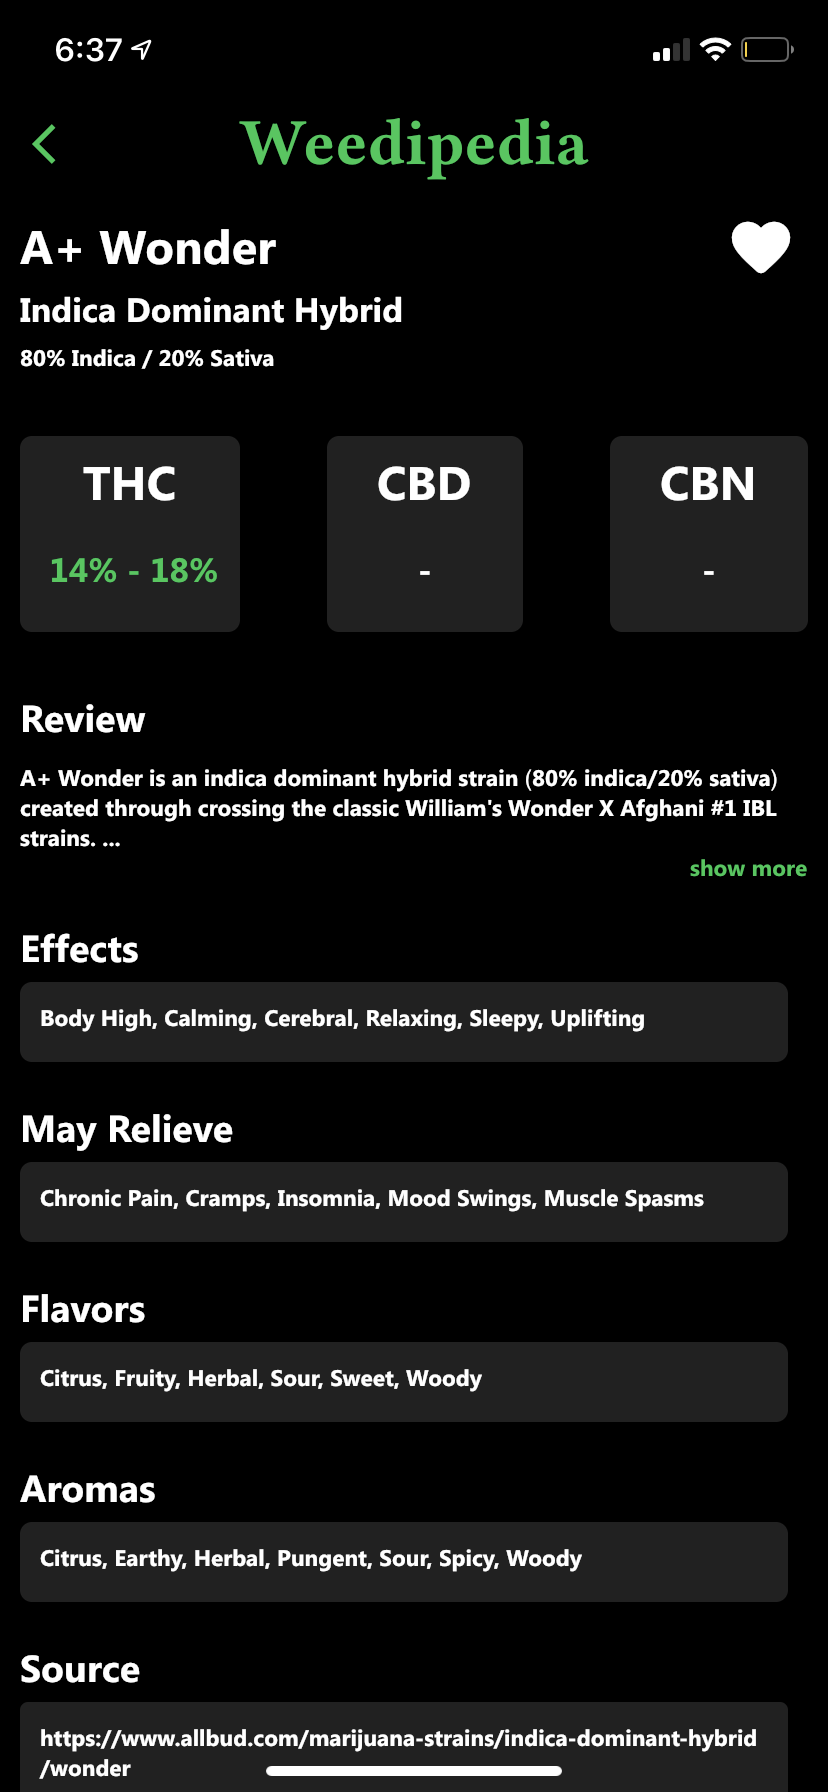 6:37
Weedipedia
A+ Wonder
Indica Dominant Hybrid
80% Indica / 20% Sativa
THC
14% - 18%
CBD
-
CBN
-
Review
A+ Wonder is an indica dominant hybrid strain (80% indica/20% sativa)
created through crossing the classic William's Wonder X Afghani #1 IBL
strains. ...
show more
Effects
Body High, Calming, Cerebral, Relaxing, Sleepy, Uplifting
May Relieve
Chronic Pain, Cramps, Insomnia, Mood Swings, Muscle Spasms
Flavors
Citrus, Fruity, Herbal, Sour, Sweet, Woody
Aromas
Citrus, Earthy, Herbal, Pungent, Sour, Spicy, Woody
Source
https://www.allbud.com/marijuana-strains/indica-dominant-hybrid
/wonder